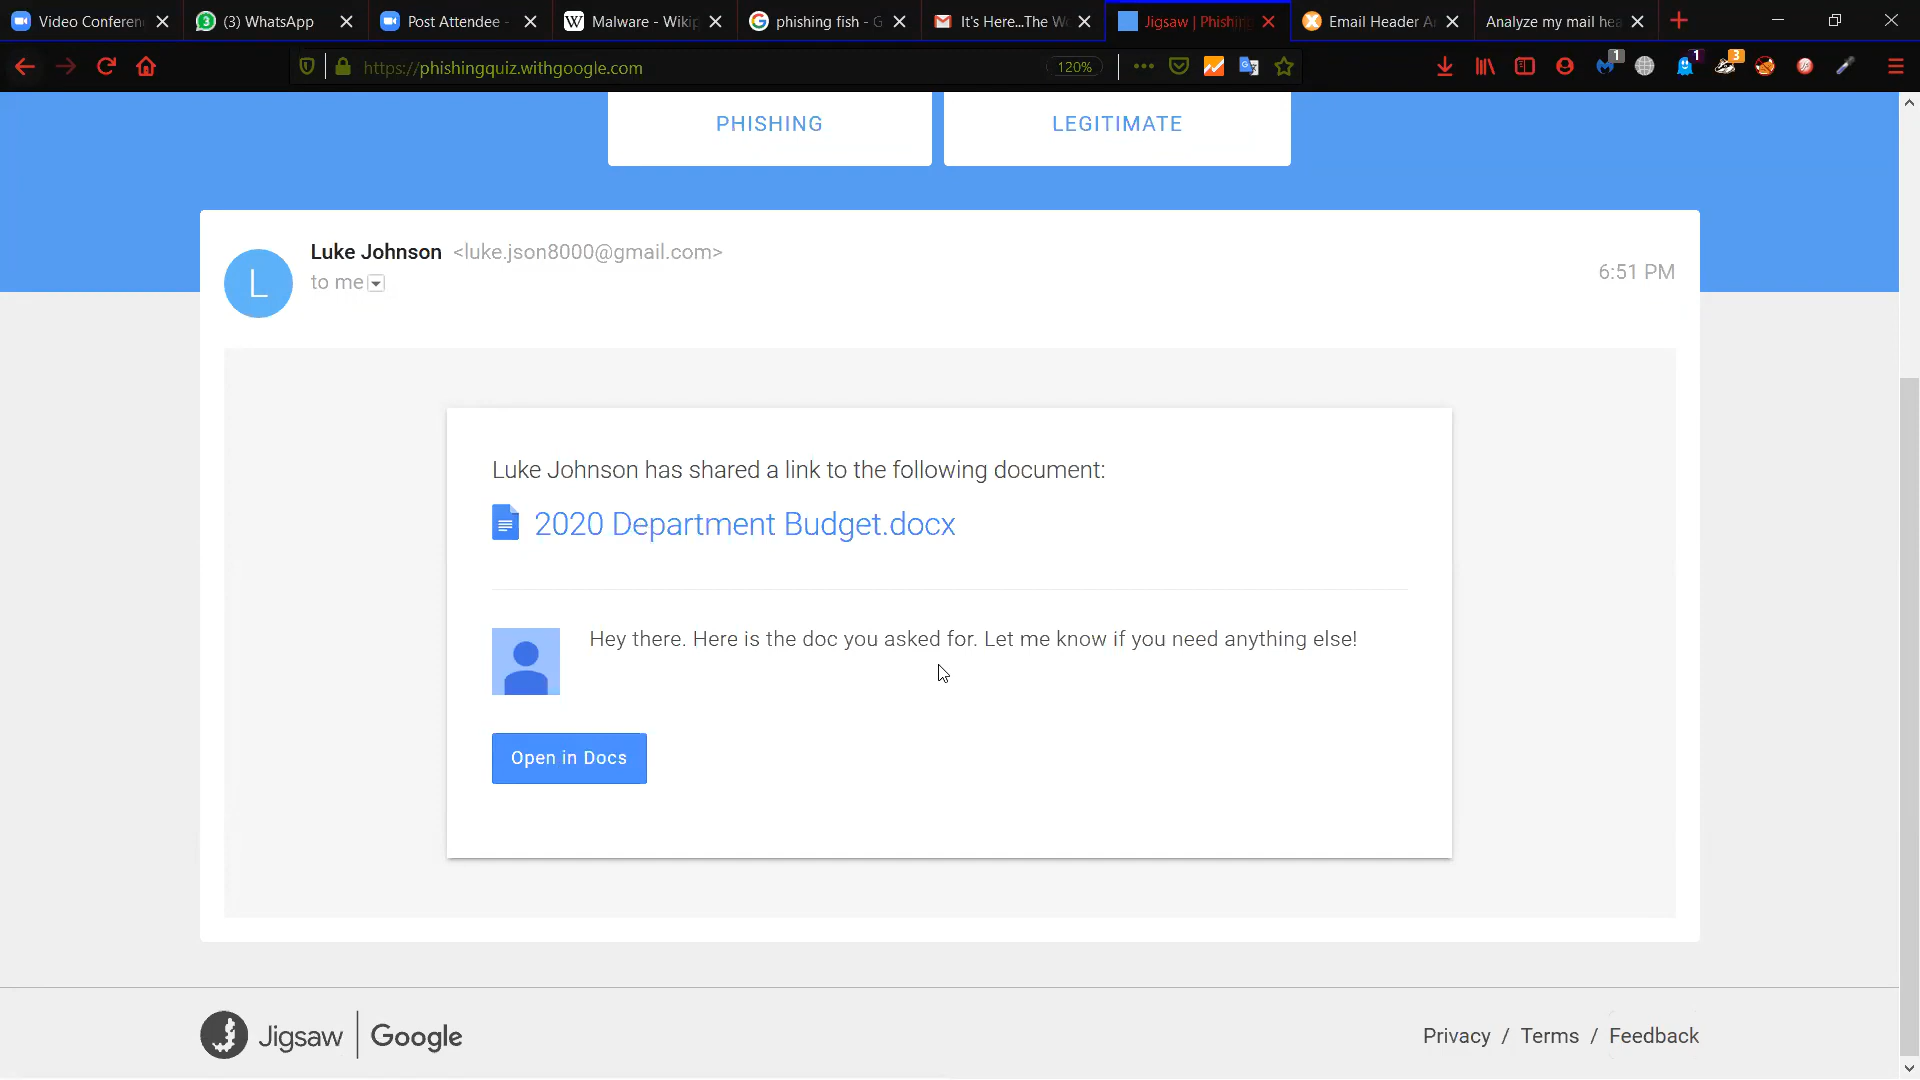 Video Conferen
(3) WhatsApp
Post Attendee -
Malware - Wikip
phishing fish - G
It's Here...The Wo
Jigsaw | Phishing
Email Header A
Analyze my mail hea
https://phishingquiz.withgoogle.com
120%
1
1
3
PHISHING
LEGITIMATE
Luke Johnson <luke.json8000@gmail.com>
to me
6:51 PM
L
Luke Johnson has shared a link to the following document:
2020 Department Budget.docx
Hey there. Here is the doc you asked for. Let me know if you need anything else!
Open in Docs
Jigsaw | Google
Privacy / Terms / Feedback